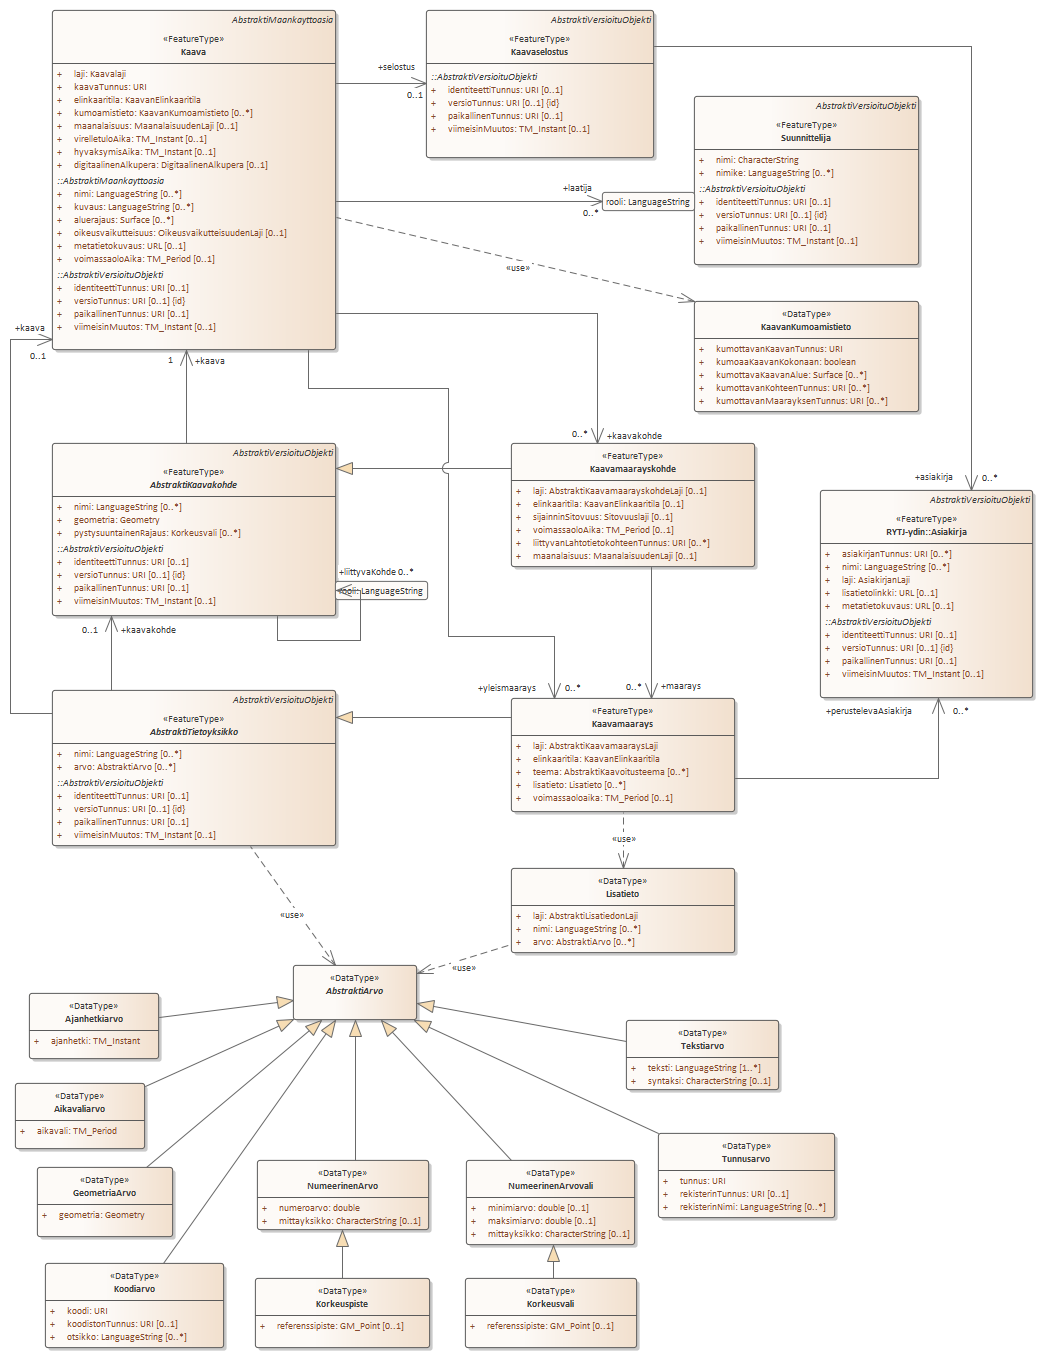 AbstraktiMaankayttoasia
«FeatureType»
Kaava
+ laji: Kaavalaji
+ kaavaTunnus: URI
+ elinkaaritila: KaavanElinkaaritila
+ kumoamistieto: KaavanKumoamistieto [0..*]
+ maanalaisuus: MaanalaisuudenLaji [0..1]
+ virelletuloAika: TM_Instant [0..1]
+ hyvaksymisAika: TM_Instant [0..1]
+ digitaalinenAlkupera: DigitaalinenAlkupera [0..1]
::AbstraktiMaankayttoasia
+ nimi: LanguageString [0..*]
+ kuvaus: LanguageString [0..*]
+ aluerajaus: Surface [0..*]
+ oikeusvaikutteisuus: OikeusvaikutteisuudenLaji [0..1]
+ metatietokuvaus: URL [0..1]
+ voimassaoloAika: TM_Period [0..1]
::AbstraktiVersioituObjekti
+ identiteettiTunnus: URI [0..1]
+ versioTunnus: URI [0..1] {id}
+ paikallinenTunnus: URI [0..1]
+ viimeisinMuutos: TM_Instant [0..1]
+selostus
0..1
AbstraktiVersioituObjekti
«FeatureType»
Kaavaselostus
::AbstraktiVersioituObjekti
+ identiteettiTunnus: URI [0..1]
+ versioTunnus: URI [0..1] {id}
+ paikallinenTunnus: URI [0..1]
+ viimeisinMuutos: TM_Instant [0..1]
AbstraktiVersioituObjekti
«FeatureType»
Suunnittelija
+ nimi: CharacterString
+ nimike: LanguageString [0..*]
::AbstraktiVersioituObjekti
+ identiteettiTunnus: URI [0..1]
+ versioTunnus: URI [0..1] {id}
+ paikallinenTunnus: URI [0..1]
+ viimeisinMuutos: TM_Instant [0..1]
+laatija
0..*
rooli: LanguageString
«use»
«DataType»
KaavanKumoamistieto
+ kumottavanKaavanTunnus: URI
+ kumoaaKaavanKokonaan: boolean
+ kumottavaKaavanAlue: Surface [0..*]
+ kumottavanKohteenTunnus: URI [0..*]
+ kumottavanMaarayksenTunnus: URI [0..*]
+kaava
0..1
1
+kaava
0..*
+kaavakohde
AbstraktiVersioituObjekti
«FeatureType»
AbstraktiKaavakohde
+ nimi: LanguageString [0..*]
+ geometria: Geometry
+ pystysuuntainenRajaus: Korkeusvali [0..*]
::AbstraktiVersioituObjekti
+ identiteettiTunnus: URI [0..1]
+ versioTunnus: URI [0..1] {id}
+ paikallinenTunnus: URI [0..1]
+ viimeisinMuutos: TM_Instant [0..1]
+liittyvaKohde 0..*
rooli: LanguageString
«FeatureType»
Kaavamaarayskohde
+ laji: AbstraktiKaavamaarayskohdeLaji [0..1]
+ elinkaaritila: KaavanElinkaaritila [0..1]
+ sijainninSitovuus: Sitovuuslaji [0..1]
+ voimassaoloAika: TM_Period [0..1]
+ liittyvanLahtotietokohteenTunnus: URI [0..*]
+ maanalaisuus: MaanalaisuudenLaji [0..1]
+asiakirja
0..*
AbstraktiVersioituObjekti
«FeatureType»
RYTJ-ydin::Asiakirja
+ asiakirjanTunnus: URI [0..*]
+ nimi: LanguageString [0..*]
+ laji: AsiakirjanLaji
+ lisatietolinkki: URL [0..1]
+ metatietokuvaus: URL [0..1]
::AbstraktiVersioituObjekti
+ identiteettiTunnus: URI [0..1]
+ versioTunnus: URI [0..1] {id}
+ paikallinenTunnus: URI [0..1]
+ viimeisinMuutos: TM_Instant [0..1]
+perustelevaAsiakirja
0..*
0..1
+kaavakohde
+yleismaarays
0..*
0..*
+maarays
AbstraktiVersioituObjekti
«FeatureType»
AbstraktiTietoyksikko
+ nimi: LanguageString [0..*]
+ arvo: AbstraktiArvo [0..*]
::AbstraktiVersioituObjekti
+ identiteettiTunnus: URI [0..1]
+ versioTunnus: URI [0..1] {id}
+ paikallinenTunnus: URI [0..1]
+ viimeisinMuutos: TM_Instant [0..1]
«FeatureType»
Kaavamaarays
+ laji: AbstraktiKaavamaaraysLaji
+ elinkaaritila: KaavanElinkaaritila
+ teema: AbstraktiKaavoitusteema [0..*]
+ lisatieto: Lisatieto [0..*]
+ voimassaoloaika: TM_Period [0..1]
«use»
«DataType»
Lisatieto
+ laji: AbstraktiLisatiedonLaji
+ nimi: LanguageString [0..*]
+ arvo: AbstraktiArvo [0..*]
«use»
«use»
«DataType»
AbstraktiArvo
«DataType»
Ajanhetkiarvo
+ ajanhetki: TM_Instant
«DataType»
Tekstiarvo
+ teksti: LanguageString [1..*]
+ syntaksi: CharacterString [0..1]
«DataType»
Aikavaliarvo
+ aikavali: TM_Period
«DataType»
Tunnusarvo
+ tunnus: URI
+ rekisterinTunnus: URI [0..1]
+ rekisterinNimi: LanguageString [0..*]
«DataType»
GeometriaArvo
+ geometria: Geometry
«DataType»
NumeerinenArvo
+ numeroarvo: double
+ mittayksikko: CharacterString [0..1]
«DataType»
NumeerinenArvovali
+ minimiarvo: double [0..1]
+ maksimiarvo: double [0..1]
+ mittayksikko: CharacterString [0..1]
«DataType»
Koodiarvo
+ koodi: URI
+ koodistonTunnus: URI [0..1]
+ otsikko: LanguageString [0..*]
«DataType»
Korkeuspiste
+ referenssipiste: GM_Point [0..1]
«DataType»
Korkeusvali
+ referenssipiste: GM_Point [0..1]